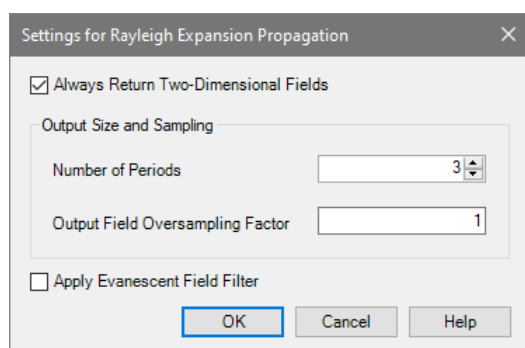 Settings for Rayleigh Expansion Propagation
Always Return Two-Dimensional Fields
Output Size and Sampling
Number of Periods 3
Output Field Oversampling Factor 1
Apply Evanescent Field Filter
OK Cancel Help